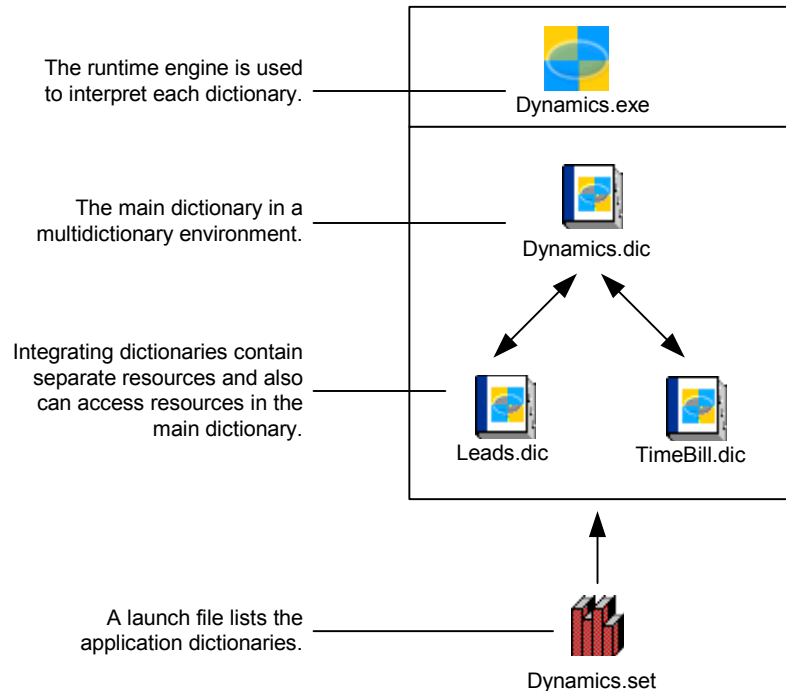 The runtime engine is used
to interpret each dictionary.
Dynamics.exe
The main dictionary in a
multidictionary environment.
Dynamics.dic
Integrating dictionaries contain
separate resources and also
can access resources in the
main dictionary.
Leads.dic
TimeBill.dic
A launch file lists the
application dictionaries.
Dynamics.set